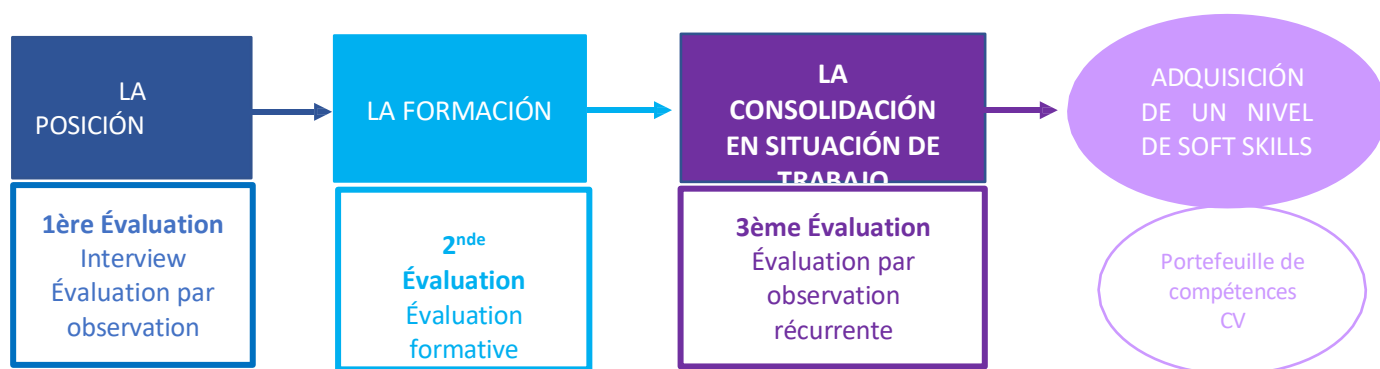 LA
POSICIÓN
LA FORMACIÓN
LA
CONSOLIDACIÓN
EN SITUACIÓN DE
TRABAJO
ADQUISICIÓN
DE UN NIVEL
DE SOFT SKILLS
1ère Évaluation
Interview
Évaluation par
observation
2nde
Évaluation
Évaluation
formative
3ème Évaluation
Évaluation par
observation
récurrente
Portefeuille de
compétences
CV